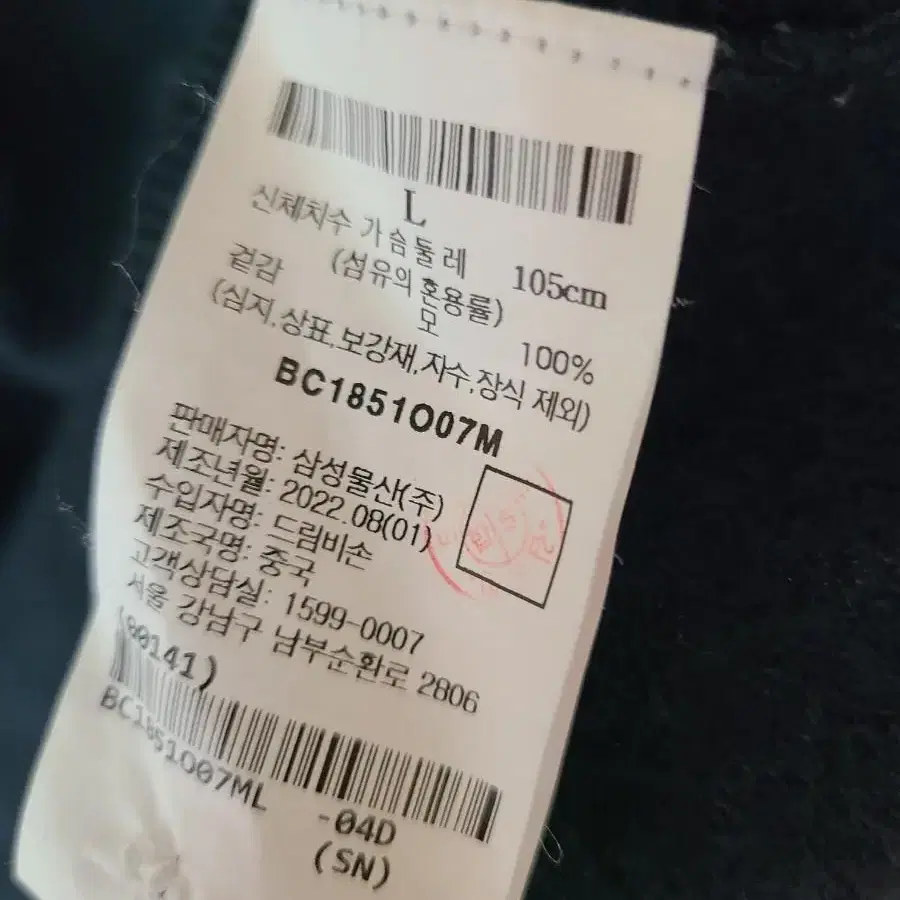 L
신체치수 가슴둘레 105cm
(섬유의 혼용률)
겉감 모 100%
(심지,상표,보강재,자수,장식 제외)
BC1851O07M
판매자명: 삼성물산(주)
제조년월: 2022.08(01)
수입자명: 드림비손
제조국명: 중국
고객상담실: 1599-0007
서울 강남구 남부순환로 2806
(80141)
BC1851O07ML -04D
(SN)